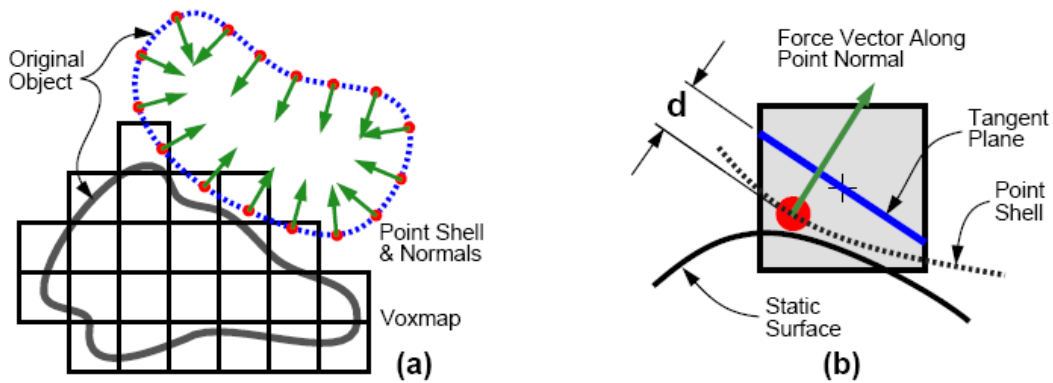 Original
Object
Point Shell
& Normals
Voxmap
(a)
Force Vector Along
Point Normal
d
Tangent
Plane
Point
Shell
Static
Surface
(b)